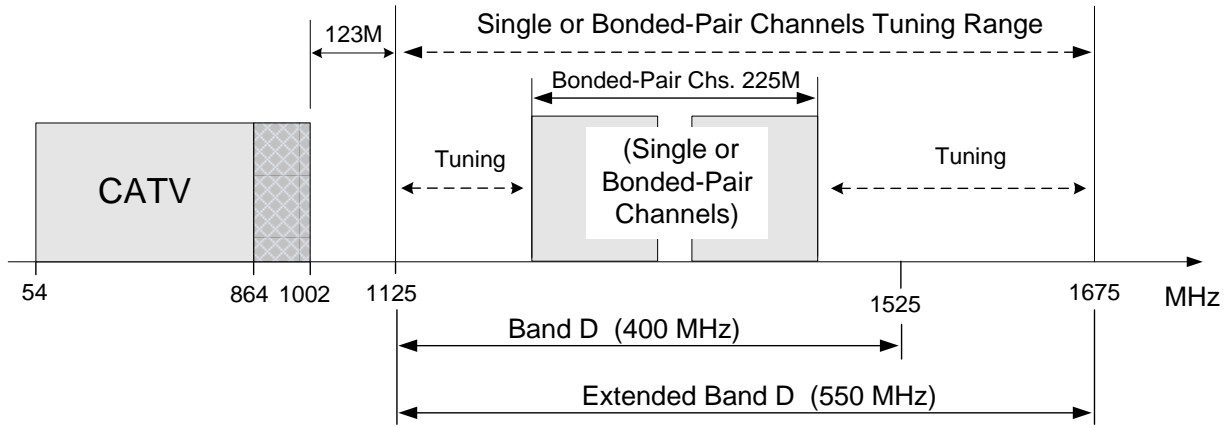 123M
Single or Bonded-Pair Channels Tuning Range
Bonded-Pair Chs. 225M
CATV
Tuning
(Single or
Bonded-Pair
Channels)
Tuning
54
864
1002
1125
1525
1675
MHz
Band D (400 MHz)
Extended Band D (550 MHz)